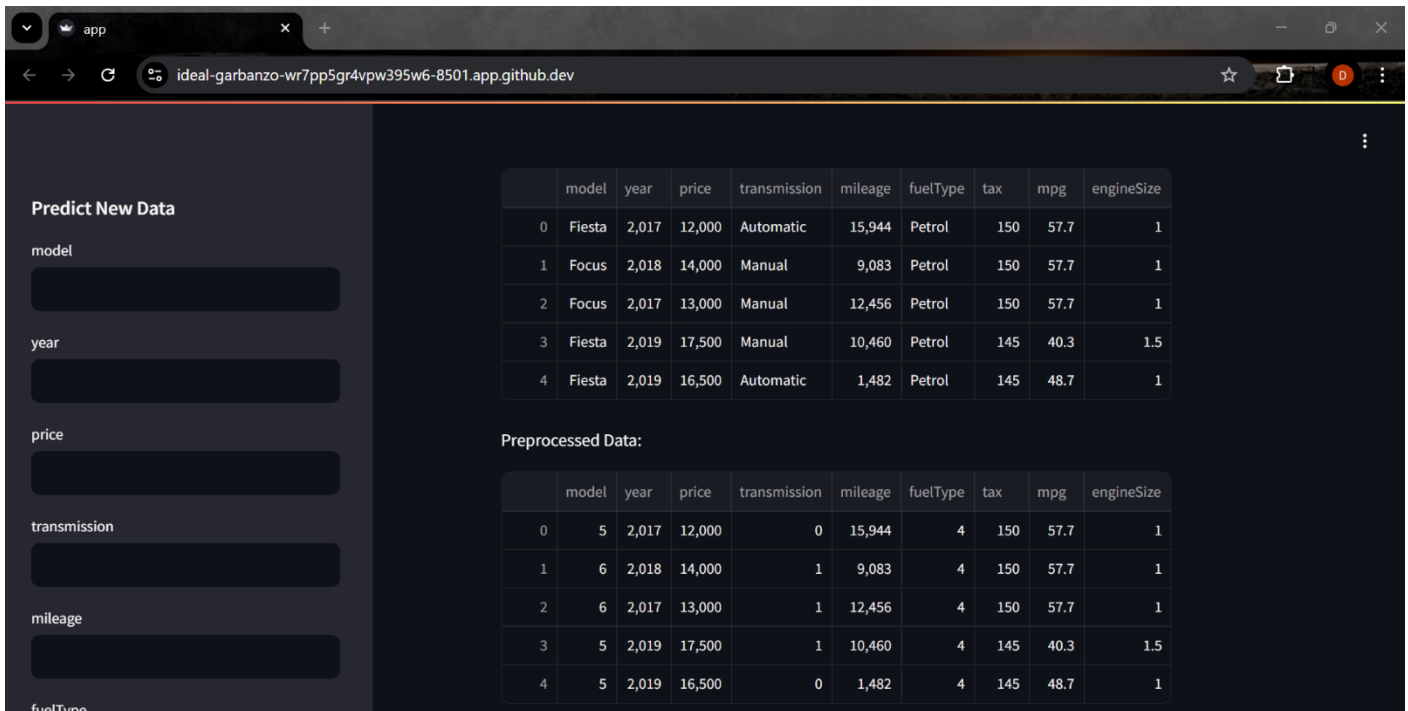 app
ideal-garbanzo-wr7pp5gr4vpw395w6-8501.app.github.dev
D
Predict New Data
model
year
price
transmission
mileage
fuelType
model year price transmission mileage fuelType tax mpg engineSize
0 Fiesta 2,017 12,000 Automatic 15,944 Petrol 150 57.7 1
1 Focus 2,018 14,000 Manual 9,083 Petrol 150 57.7 1
2 Focus 2,017 13,000 Manual 12,456 Petrol 150 57.7 1
3 Fiesta 2,019 17,500 Manual 10,460 Petrol 145 40.3 1.5
4 Fiesta 2,019 16,500 Automatic 1,482 Petrol 145 48.7 1
Preprocessed Data:
model year price transmission mileage fuelType tax mpg engineSize
0 5 2,017 12,000 0 15,944 4 150 57.7 1
1 6 2,018 14,000 1 9,083 4 150 57.7 1
2 6 2,017 13,000 1 12,456 4 150 57.7 1
3 5 2,019 17,500 1 10,460 4 145 40.3 1.5
4 5 2,019 16,500 0 1,482 4 145 48.7 1